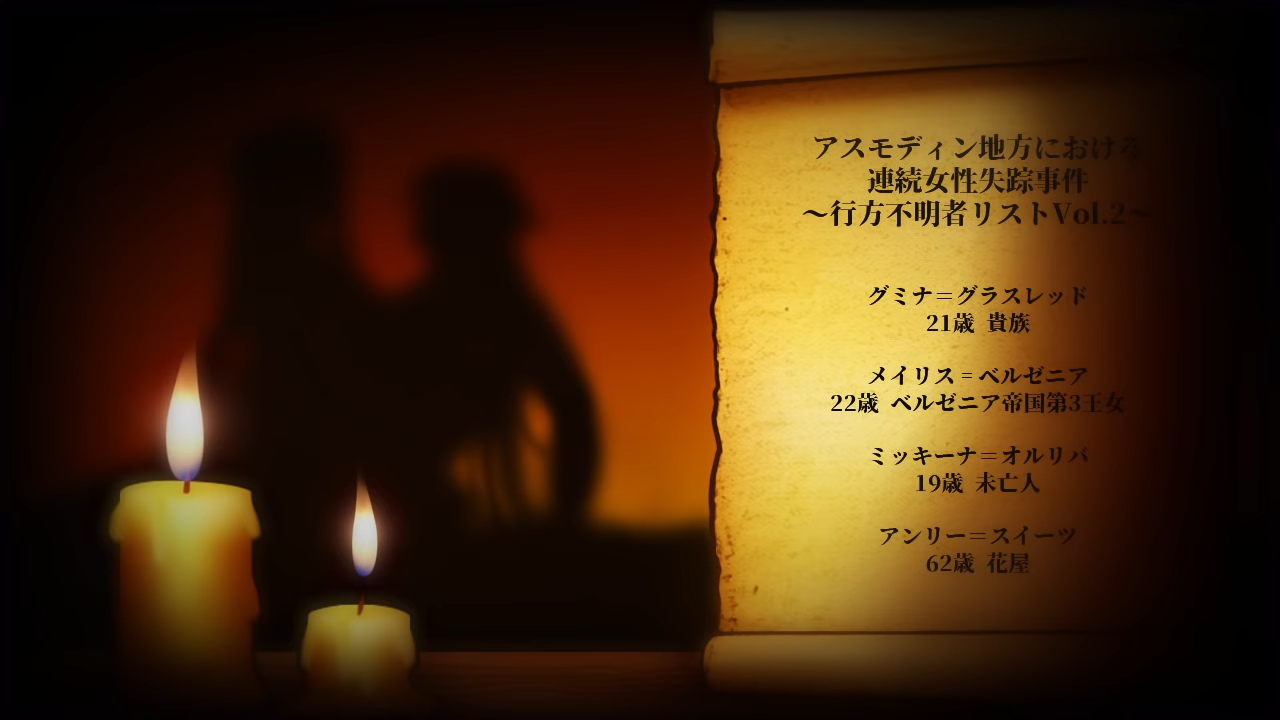 アスモディン地方における
連続女性失踪事件
～行方不明者リストVol.2～
グミナ＝グラスレッド
21歳 貴族
メイリス＝ベルゼニア
22歳 ベルゼニア帝国第3王女
ミッキーナ＝オルリバ
19歳 未亡人
アンリー＝スイーツ
62歳 花屋